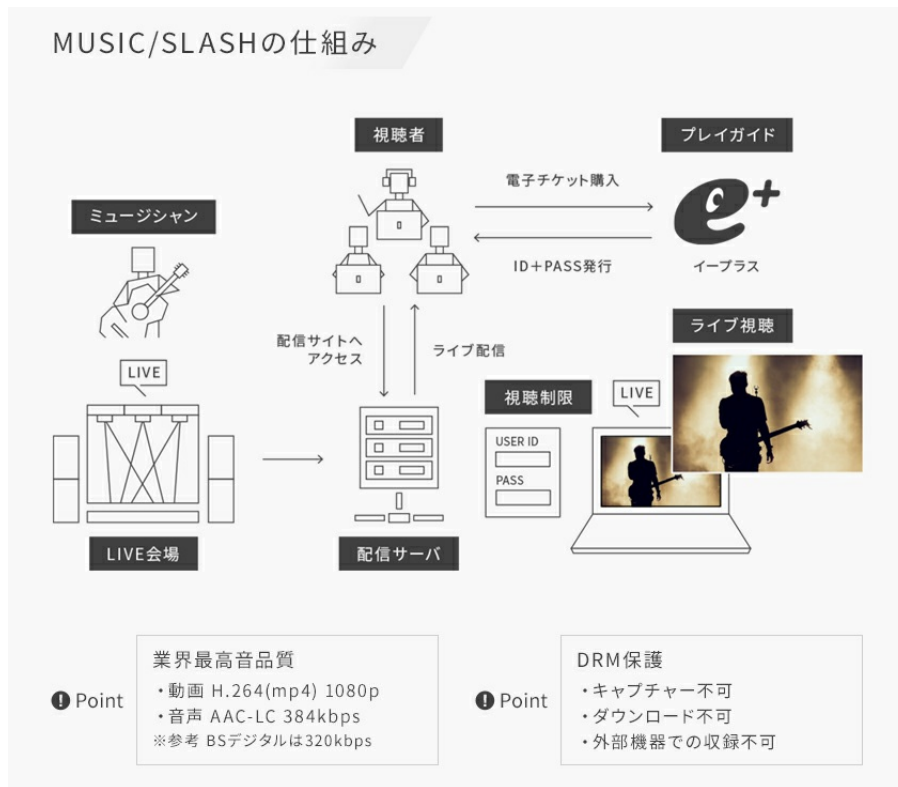 MUSIC/SLASHの仕組み
視聴者
プレイガイド
電子チケット購入
e+
ID+PASS発行
イープラス
ミュージシャン
配信サイトへ
アクセス
ライブ配信
ライブ視聴
LIVE
視聴制限
LIVE
USER ID
PASS
LIVE会場
配信サーバ
! Point
業界最高音品質
・動画 H.264(mp4) 1080p
・音声 AAC-LC 384kbps
※参考 BSデジタルは320kbps
! Point
DRM保護
・キャプチャー不可
・ダウンロード不可
・外部機器での収録不可